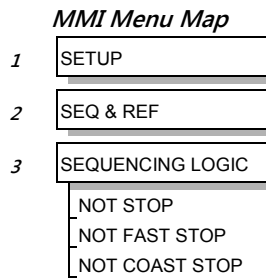 MMI Menu Map
1 SETUP
2 SEQ & REF
3 SEQUENCING LOGIC
NOT STOP
NOT FAST STOP
NOT COAST STOP